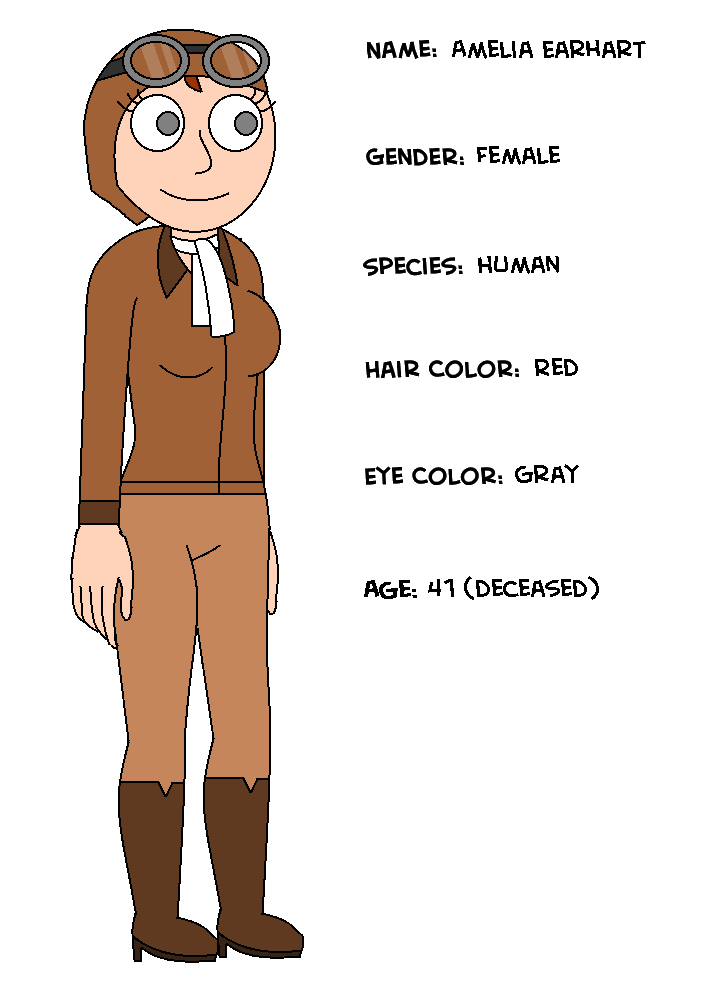 NAME: AMELIA EARHART
GENDER: FEMALE
SPECIES: HUMAN
HAIR COLOR: RED
EYE COLOR: GRAY
AGE: 41 (DECEASED)